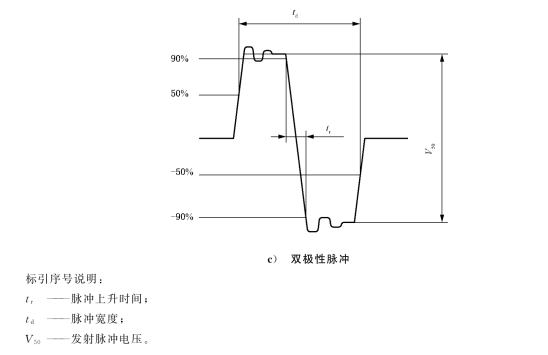 t_d
90%
50%
t_r
V_50
-50%
-90%
c） 双极性脉冲
标引序号说明：
t_r ——脉冲上升时间；
t_d ——脉冲宽度；
V_50 ——发射脉冲电压。